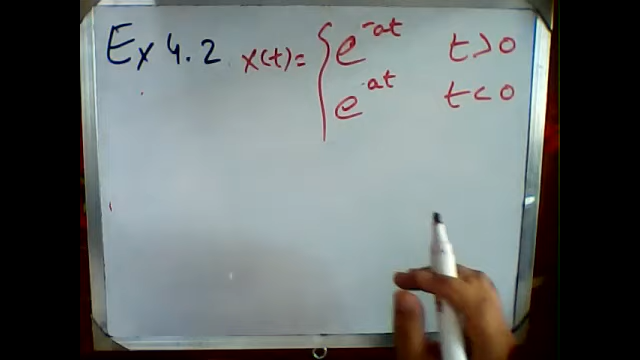 Ex 4.2 x(t) = { e^{-at} t>0
e^{at} t<0